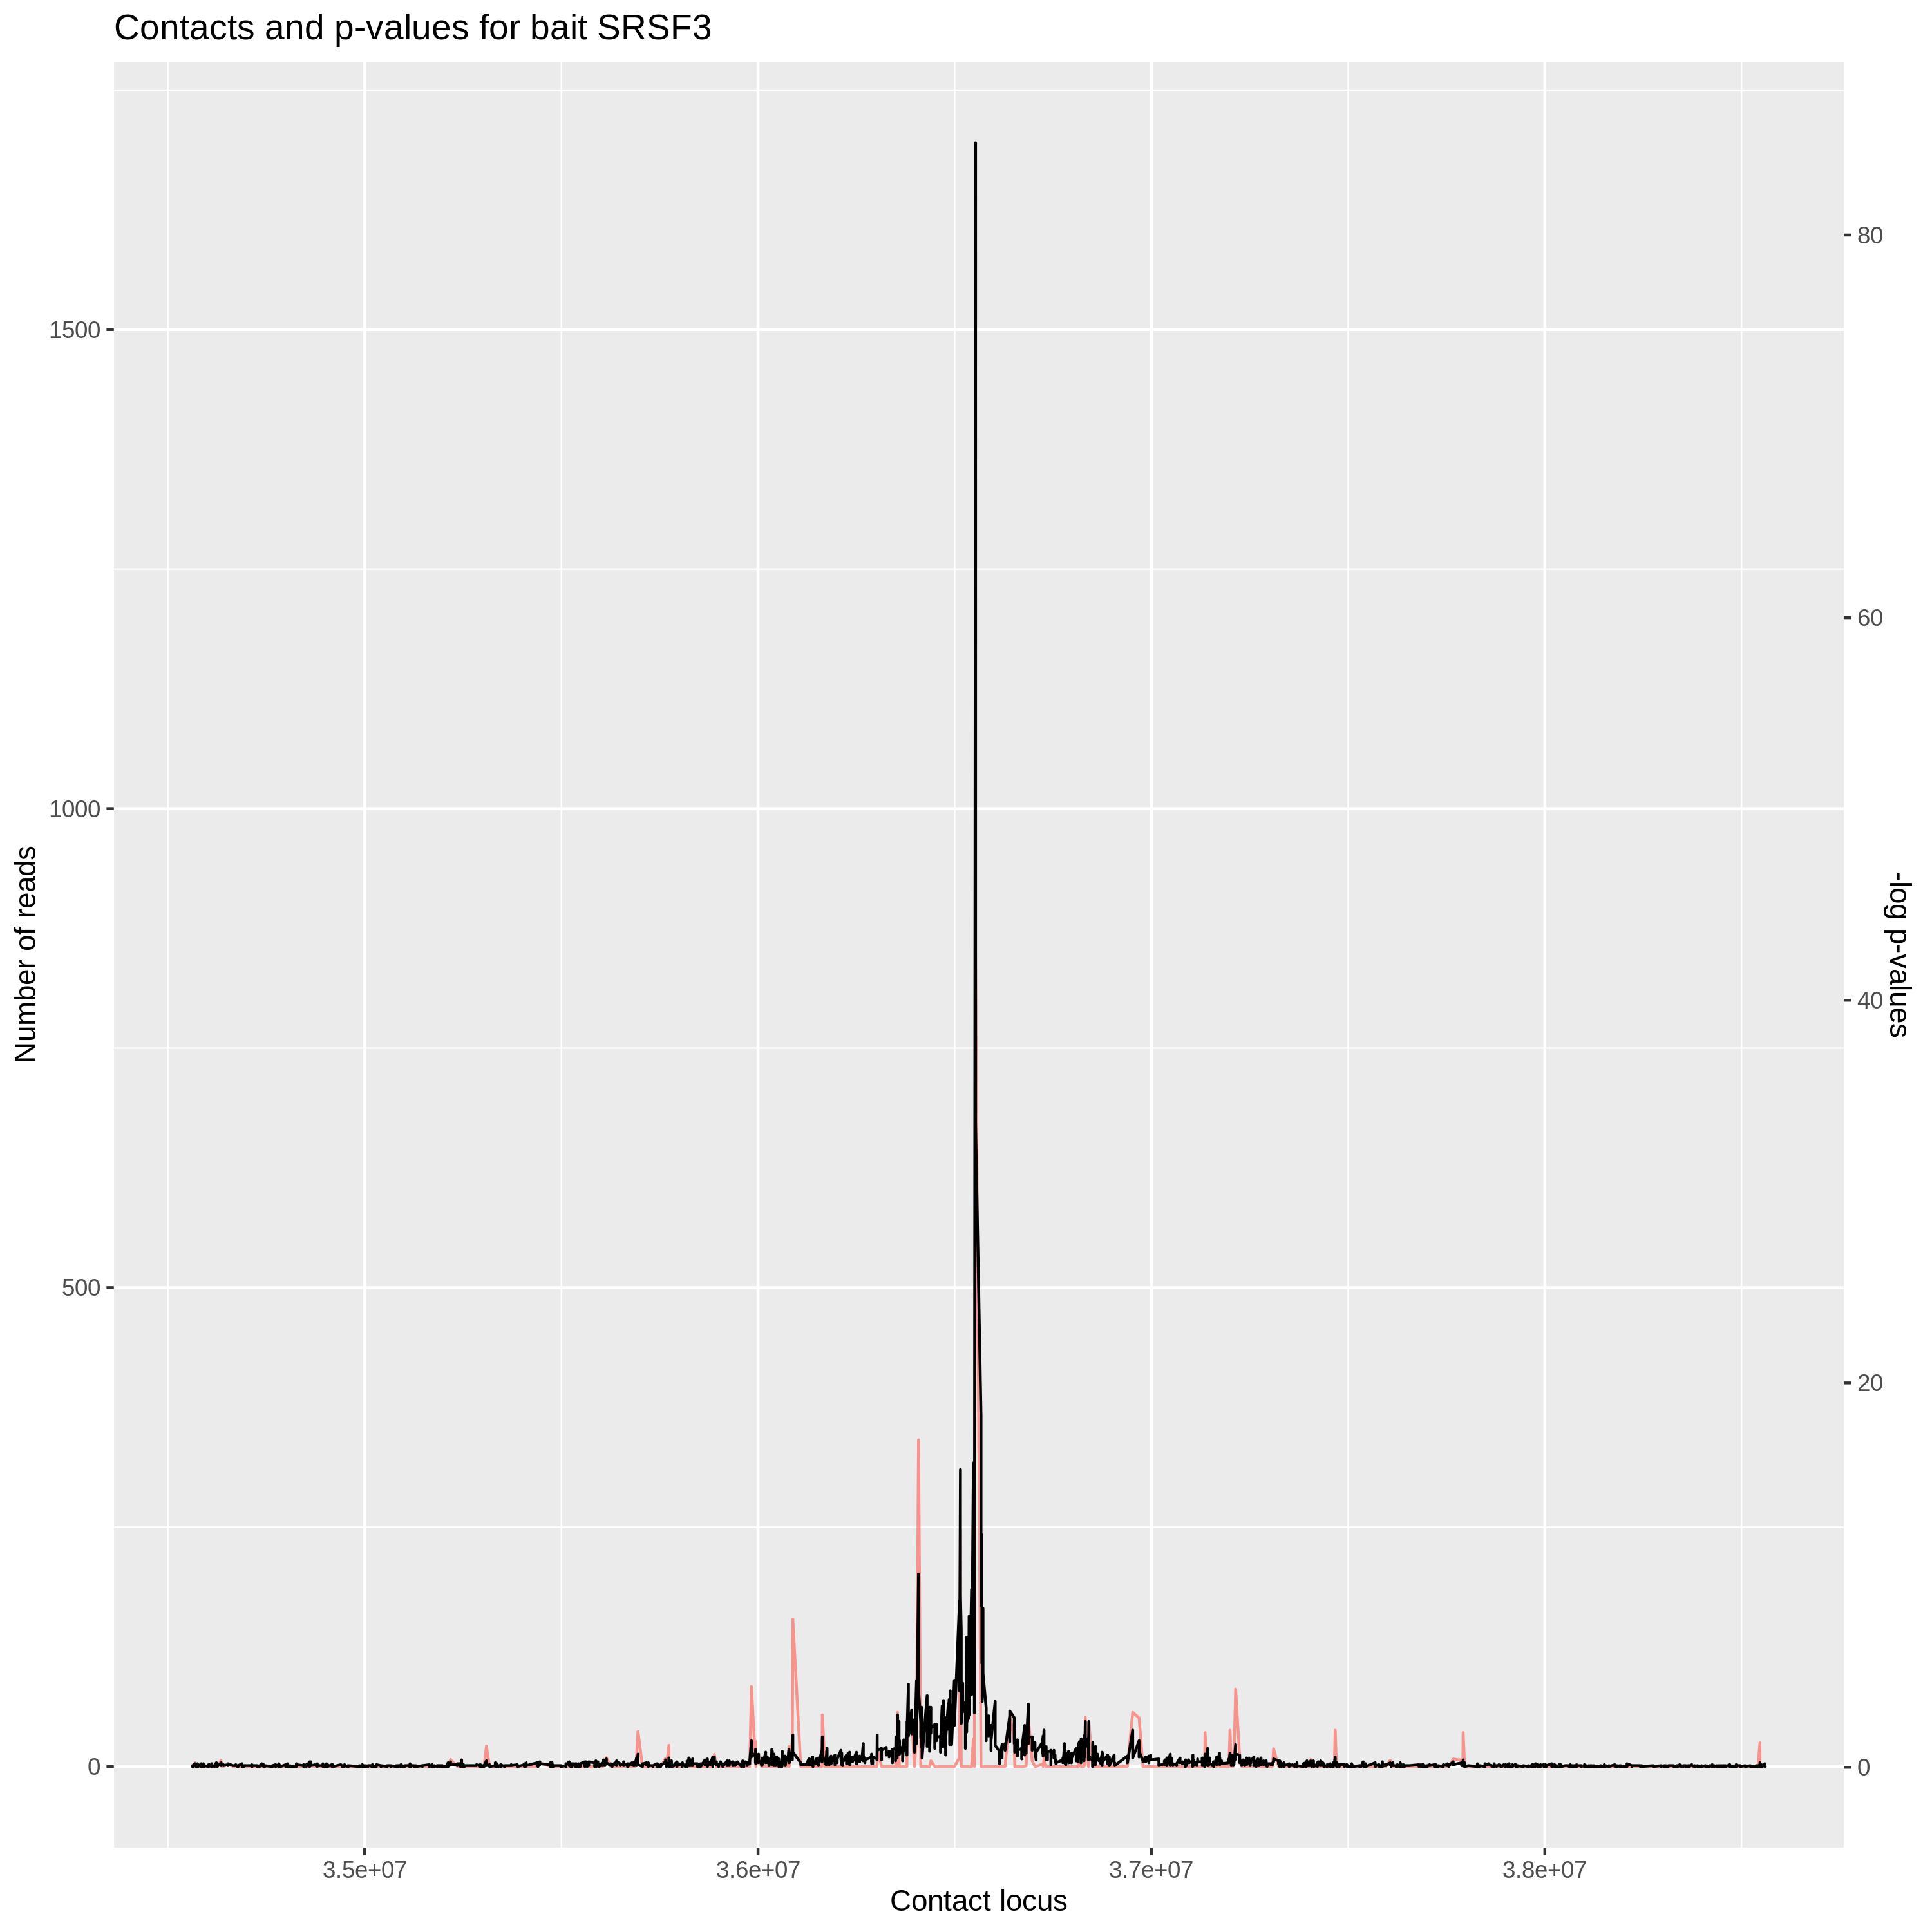 Contacts and p-values for bait SRSF3
Number of reads
1500
1000
500
0
80
60
40
20
0
-log p-values
3.5e+07
3.6e+07
3.7e+07
3.8e+07
Contact locus